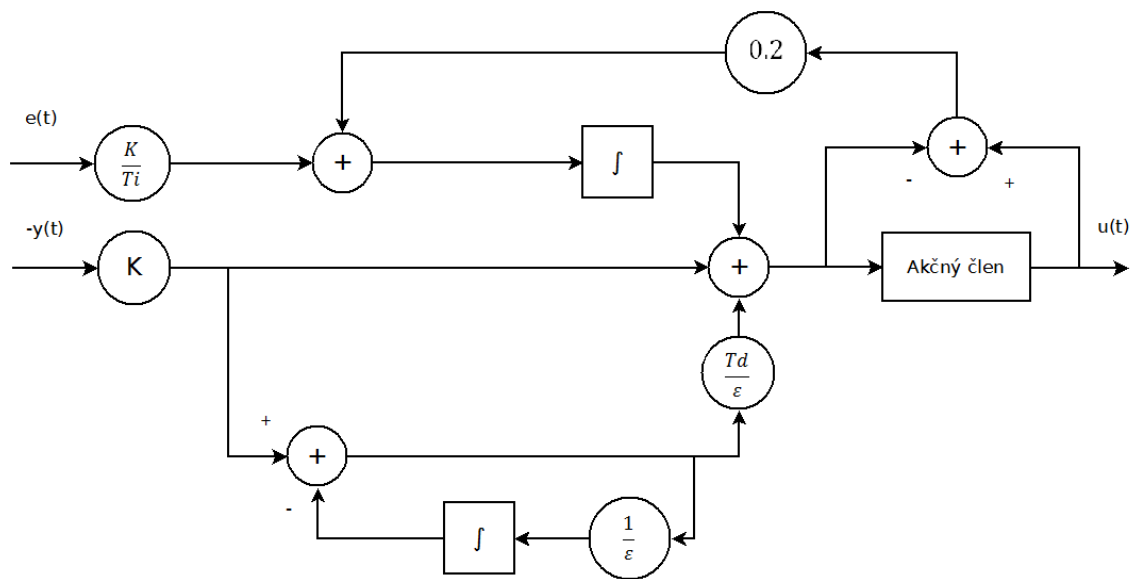 0.2
e(t)
K
Ti
+
∫
+
-
+
-y(t)
K
+
Akčný člen
u(t)
Td
ε
+
+
-
∫
1
ε